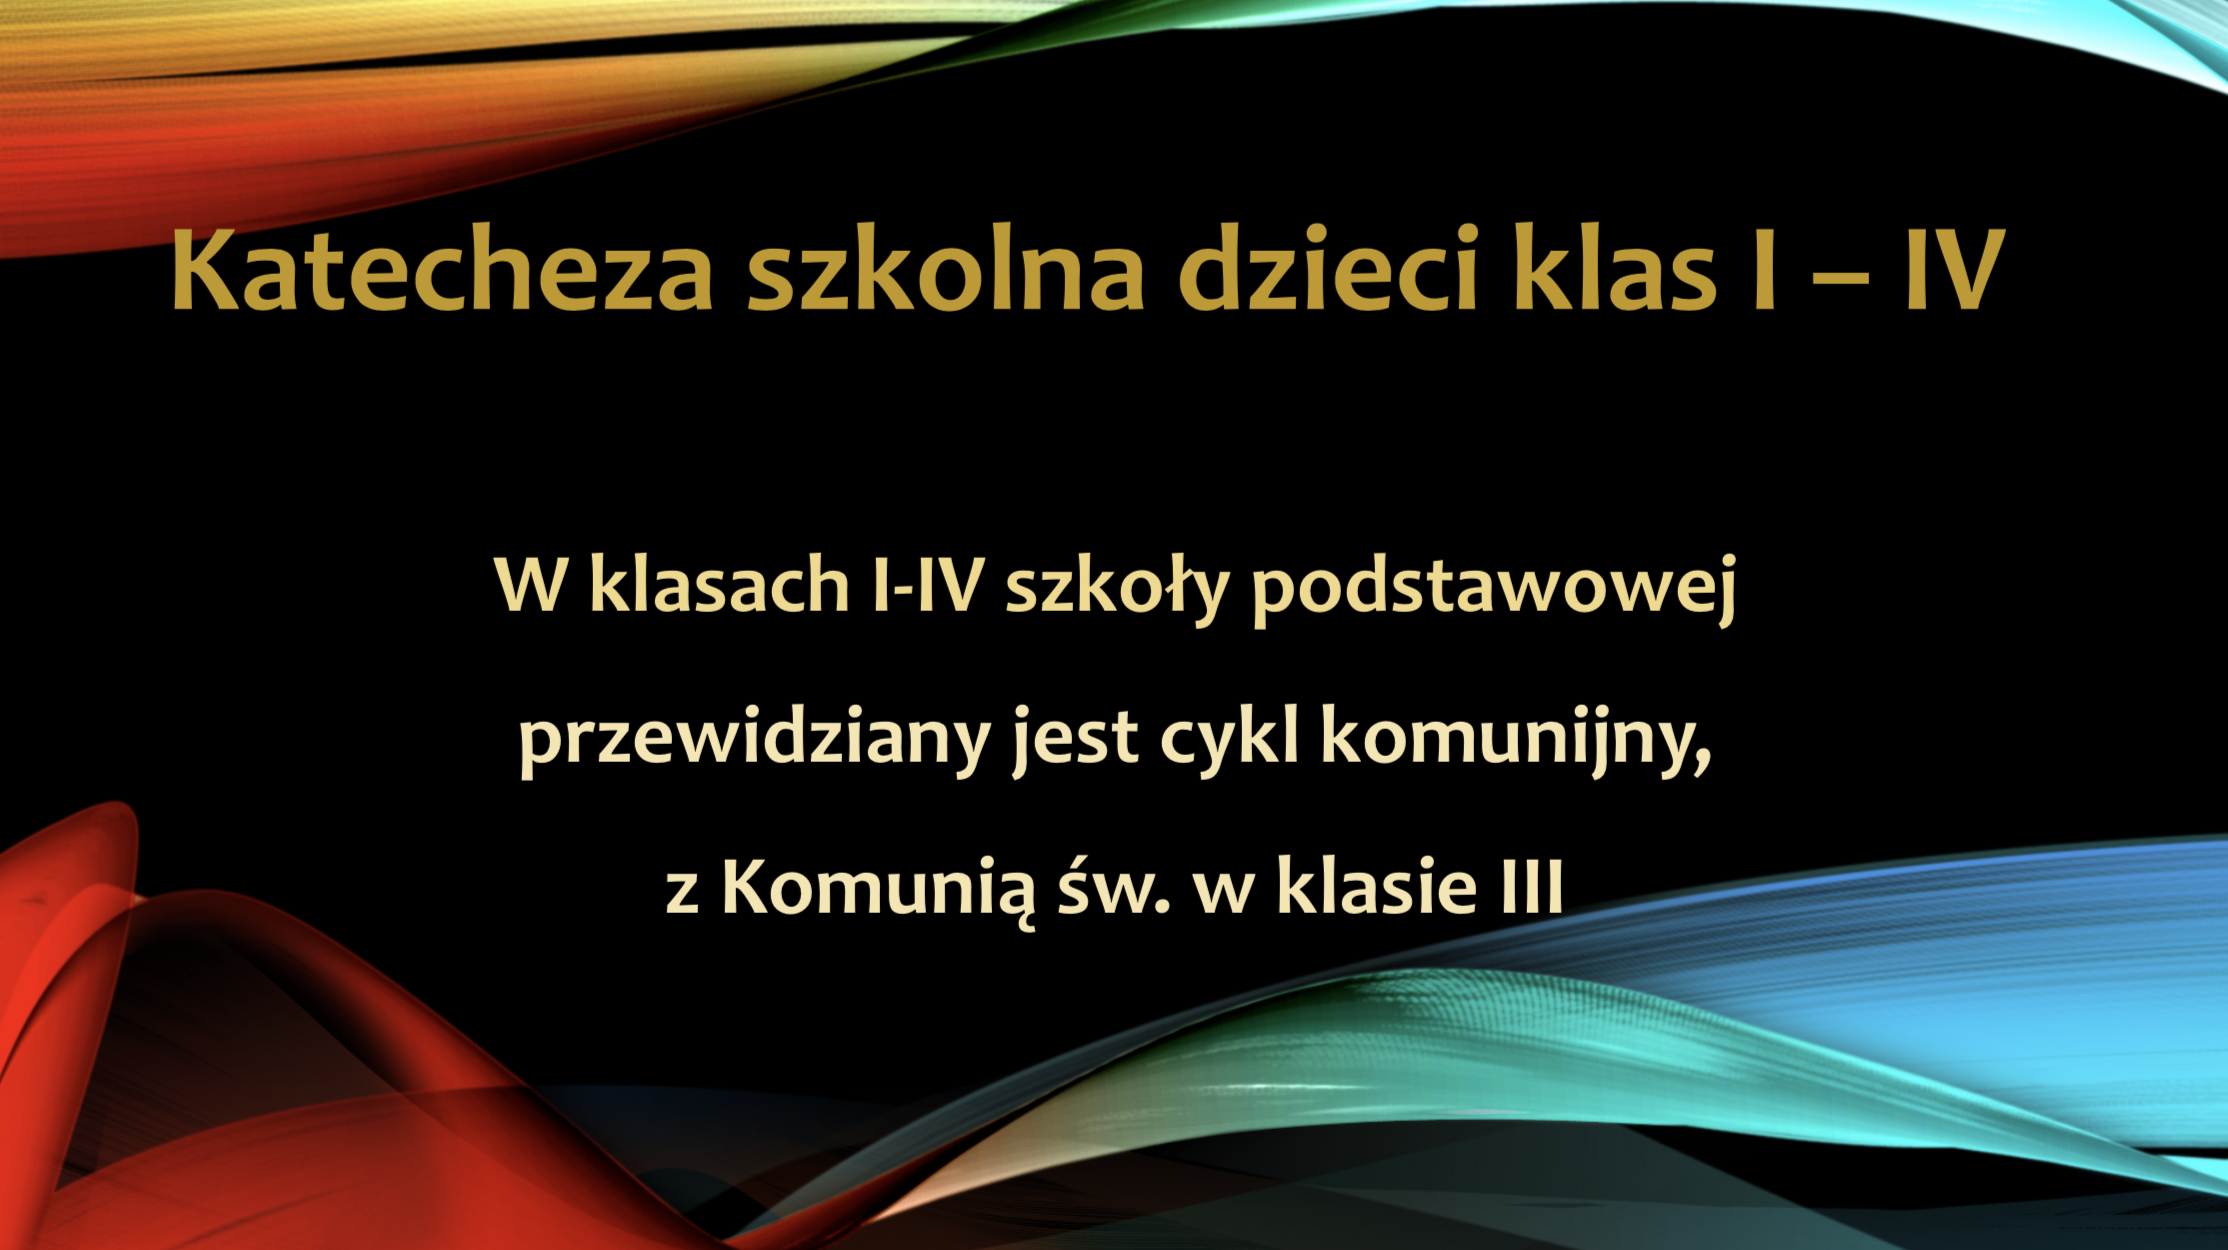 Katecheza szkolna dzieci klas I – IV
W klasach I-IV szkoły podstawowej
przewidziany jest cykl komunijny,
z Komunią św. w klasie III